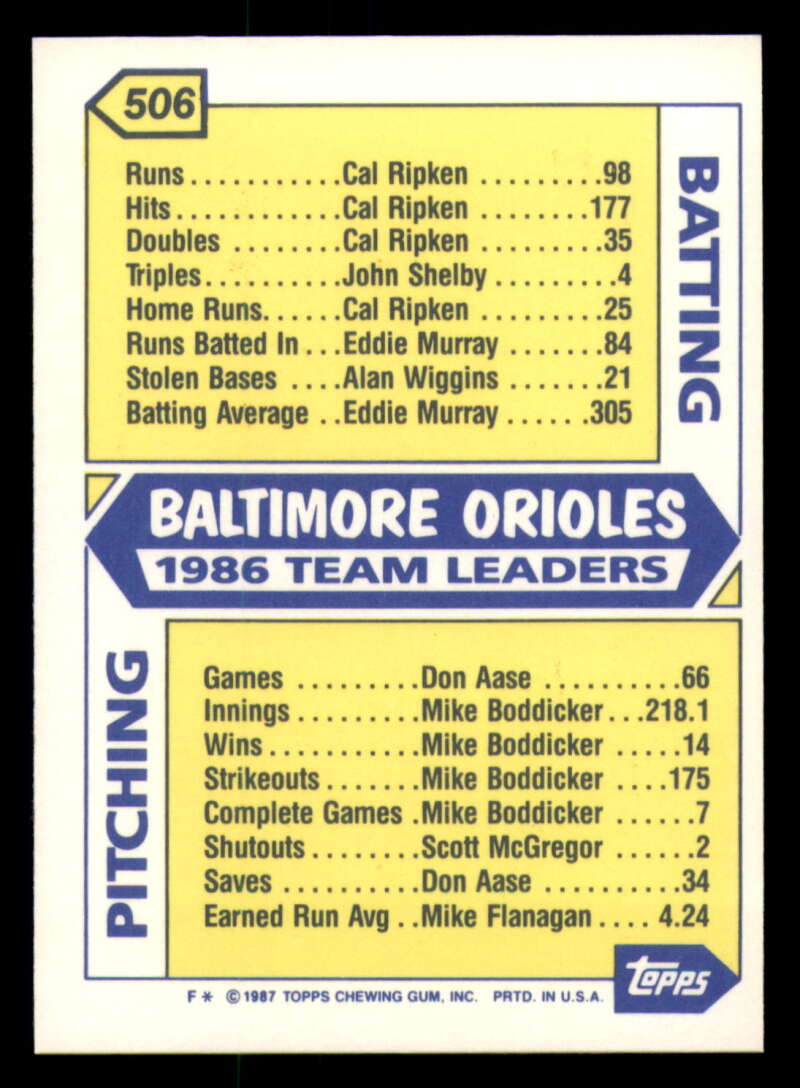 506
BATTING
Runs...........Cal Ripken .........98
Hits............Cal Ripken ........177
Doubles ........Cal Ripken .........35
Triples..........John Shelby .........4
Home Runs......Cal Ripken .........25
Runs Batted In...Eddie Murray .......84
Stolen Bases ....Alan Wiggins .......21
Batting Average ..Eddie Murray ......305
BALTIMORE ORIOLES
1986 TEAM LEADERS
PITCHING
Games .........Don Aase ..........66
Innings.........Mike Boddicker...218.1
Wins...........Mike Boddicker .....14
Strikeouts.......Mike Boddicker ....175
Complete Games .Mike Boddicker ......7
Shutouts........Scott McGregor ......2
Saves ..........Don Aase ..........34
Earned Run Avg ..Mike Flanagan.... 4.24
topps
F * © 1987 TOPPS CHEWING GUM, INC. PRTD. IN U.S.A.